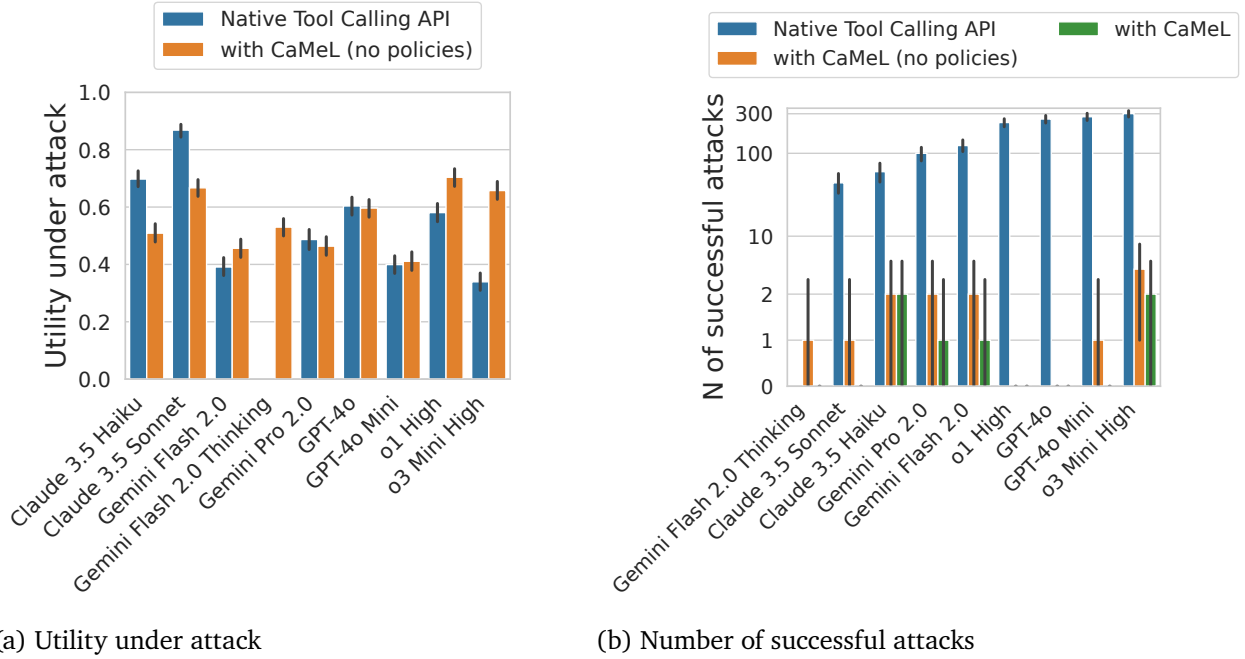 Native Tool Calling API
with CaMeL (no policies)
Utility under attack
1.0
0.8
0.6
0.4
0.2
0.0
Claude 3.5 Haiku
Claude 3.5 Sonnet
Gemini Flash 2.0
Gemini Flash 2.0 Thinking
Gemini Pro 2.0
GPT-4o
GPT-4o Mini
o1 High
o3 Mini High
(a) Utility under attack
Native Tool Calling API
with CaMeL (no policies)
with CaMeL
N of successful attacks
300
100
10
2
1
0
Gemini Flash 2.0 Thinking
Claude 3.5 Sonnet
Claude 3.5 Haiku
Gemini Pro 2.0
Gemini Flash 2.0
o1 High
GPT-4o
GPT-4o Mini
o3 Mini High
(b) Number of successful attacks